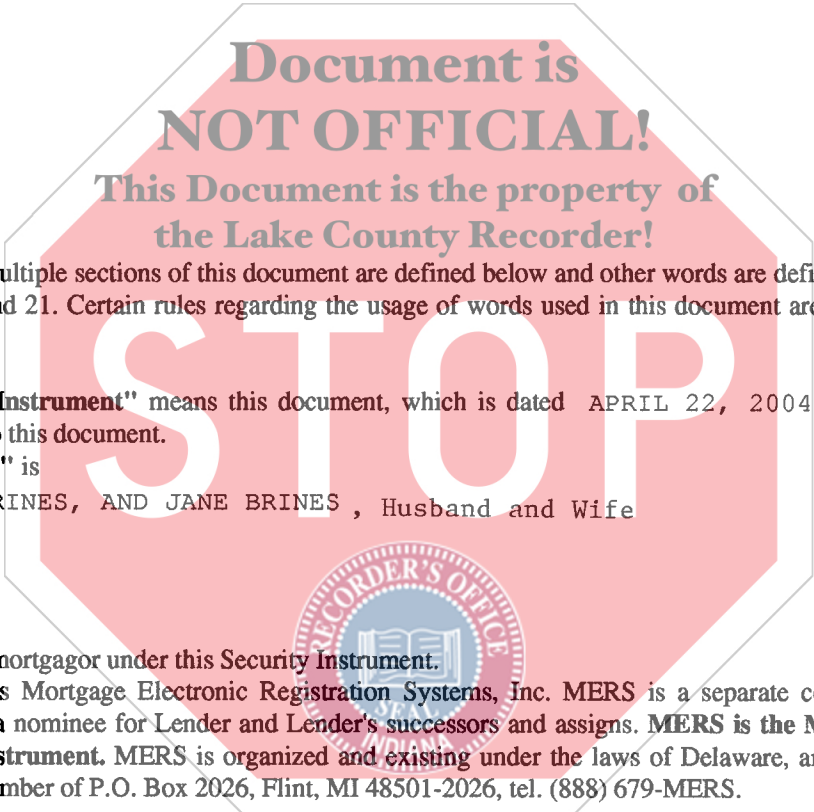 Document is
NOT OFFICIAL!
This Document is the property of
the Lake County Recorder!
ultiple sections of this document are defined below and other words are defi
d 21. Certain rules regarding the usage of words used in this document are
STOP
Instrument" means this document, which is dated APRIL 22, 2004
this document.
" is
RINES, AND JANE BRINES , Husband and Wife
RECORDER'S OFFICE
SEAL
INDIANA
mortgagor under this Security Instrument.
s Mortgage Electronic Registration Systems, Inc. MERS is a separate c
a nominee for Lender and Lender's successors and assigns. MERS is the M
strument. MERS is organized and existing under the laws of Delaware, a
mber of P.O. Box 2026, Flint, MI 48501-2026, tel. (888) 679-MERS.